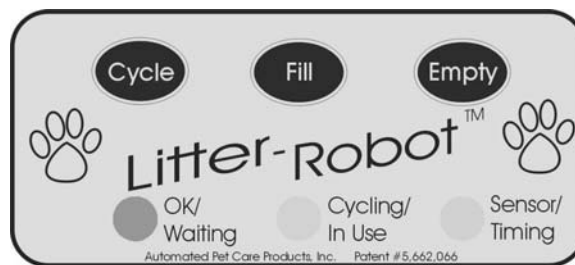 Cycle Fill Empty
Litter-Robot™
OK/ Cycling/ Sensor/
Waiting In Use Timing
Automated Pet Care Products, Inc. Patent #5,662,066